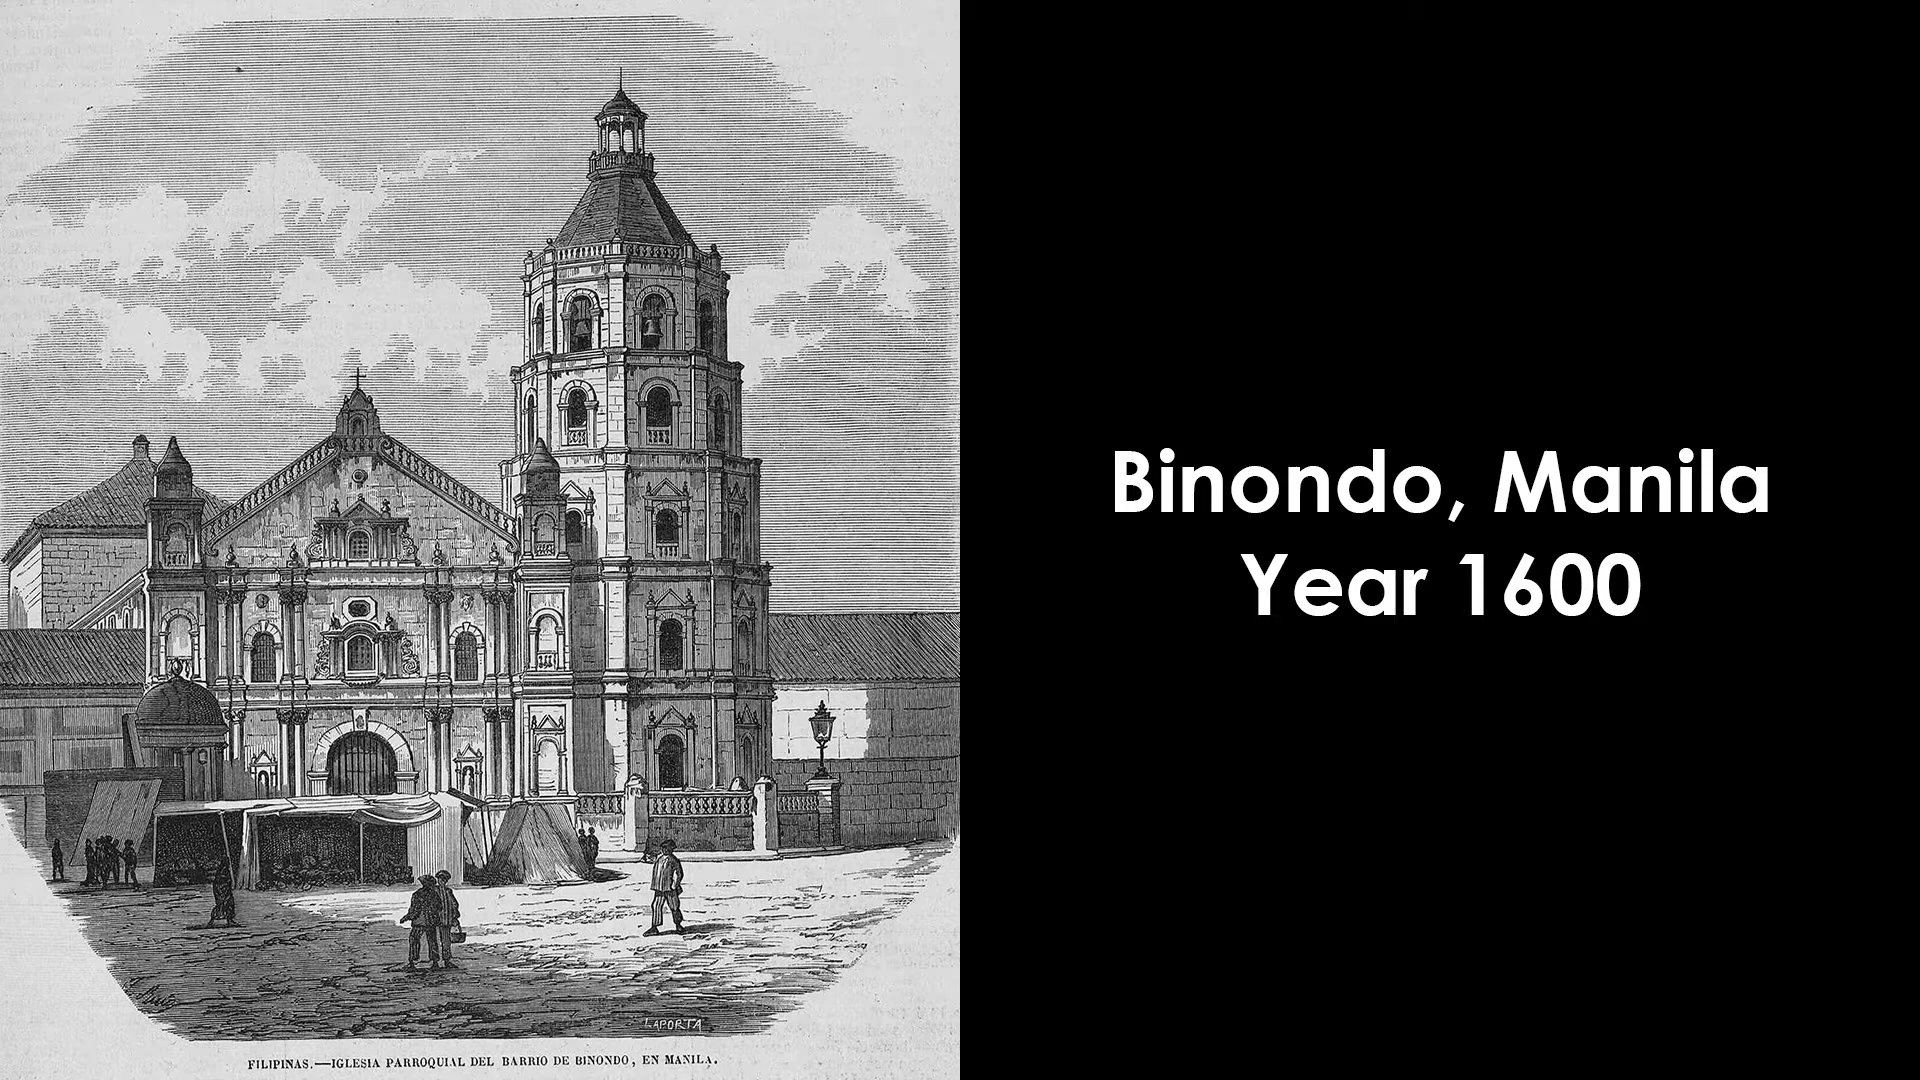 Binondo, Manila
Year 1600
LAPORTA
FILIPINAS.—IGLESIA PARROQUIAL DEL BARRIO DE BINONDO, EN MANILA.